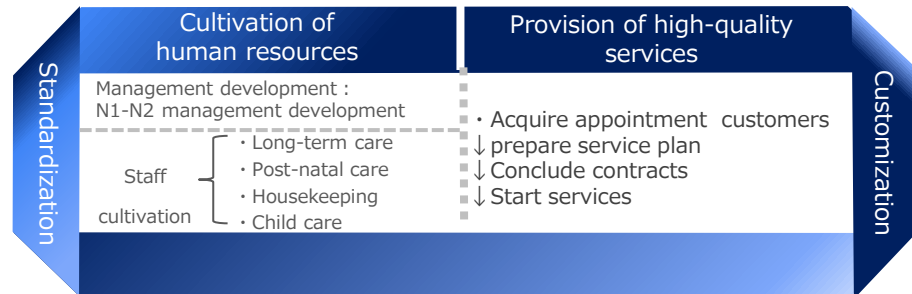 Standardization
Cultivation of
human resources
Management development :
N1-N2 management development
Staff
cultivation
・Long-term care
・Post-natal care
・Housekeeping
・Child care
Provision of high-quality
services
・Acquire appointment customers
↓prepare service plan
↓Conclude contracts
↓Start services
Customization